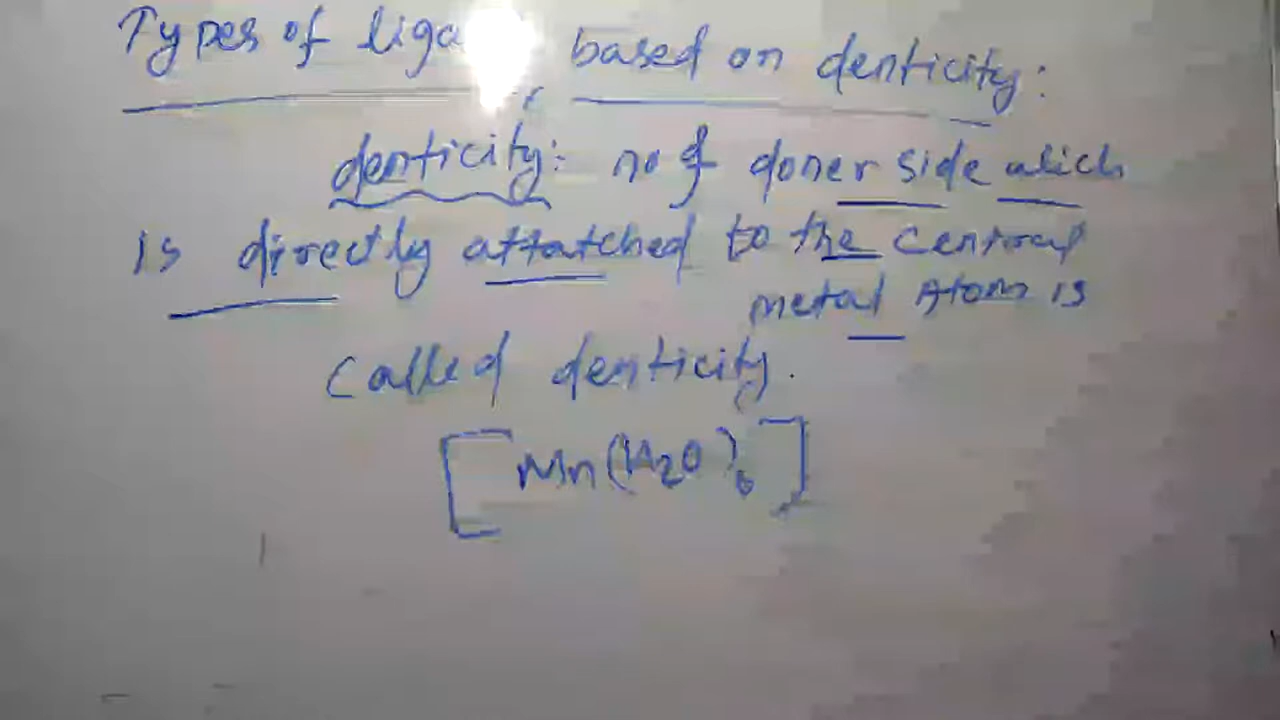 Types of liga based on denticity:
denticity: no of doner side which
is directly attatched to the central
metal Atom is
called denticity.
[Mn(H2O)6]